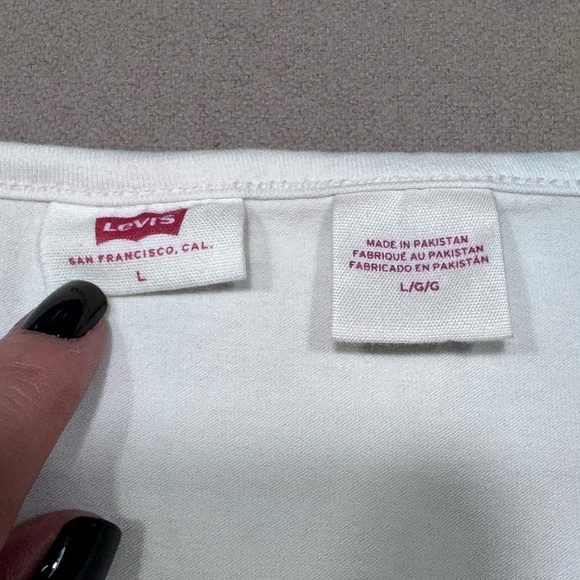 Levi's
SAN FRANCISCO, CAL.
L
MADE IN PAKISTAN
FABRIQUÉ AU PAKISTAN
FABRICADO EN PAKISTÁN
L/G/G